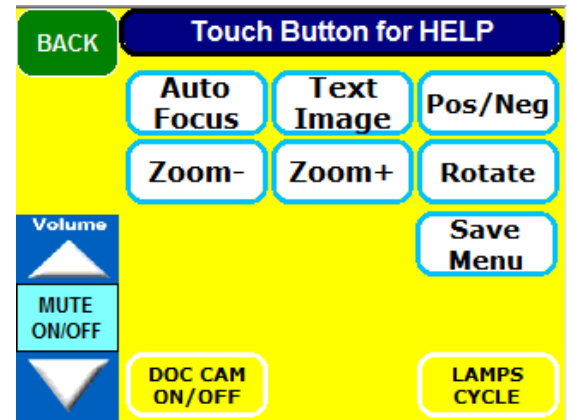 BACK
Touch Button for HELP
Auto
Focus
Text
Image
Pos/Neg
Zoom-
Zoom+
Rotate
Save
Menu
Volume
MUTE
ON/OFF
DOC CAM
ON/OFF
LAMPS
CYCLE